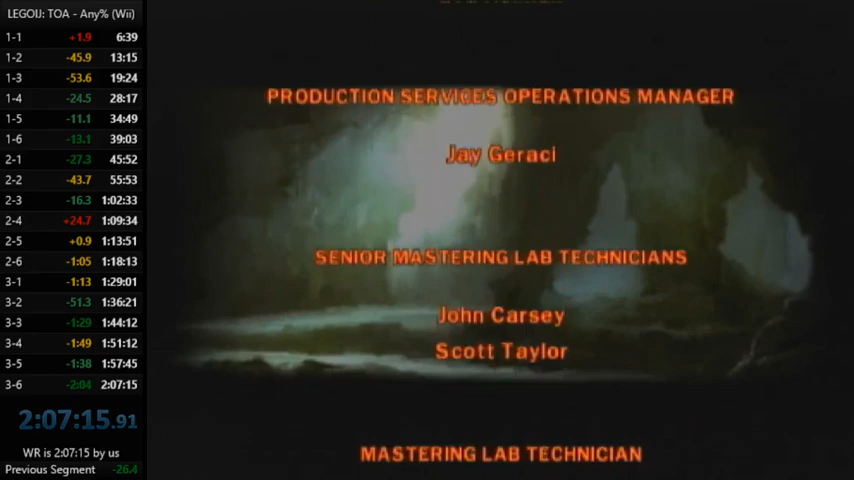 LEGOIJ: TOA - Any% (Wii)
1-1 +1.9 6:39
1-2 -45.9 13:15
1-3 -53.6 19:24
1-4 -24.5 28:17
1-5 -11.1 34:49
1-6 -13.1 39:03
2-1 -27.3 45:52
2-2 -43.7 55:53
2-3 -16.3 1:02:33
2-4 +24.7 1:09:34
2-5 +0.9 1:13:51
2-6 -1:05 1:18:13
3-1 -1:13 1:29:01
3-2 -51.3 1:36:21
3-3 -1:29 1:44:12
3-4 -1:49 1:51:12
3-5 -1:38 1:57:45
3-6 -2:04 2:07:15
2:07:15.91
WR is 2:07:15 by us
Previous Segment -26.4
PRODUCTION SERVICES OPERATIONS MANAGER
Jay Geraci
SENIOR MASTERING LAB TECHNICIANS
John Carsey
Scott Taylor
MASTERING LAB TECHNICIAN